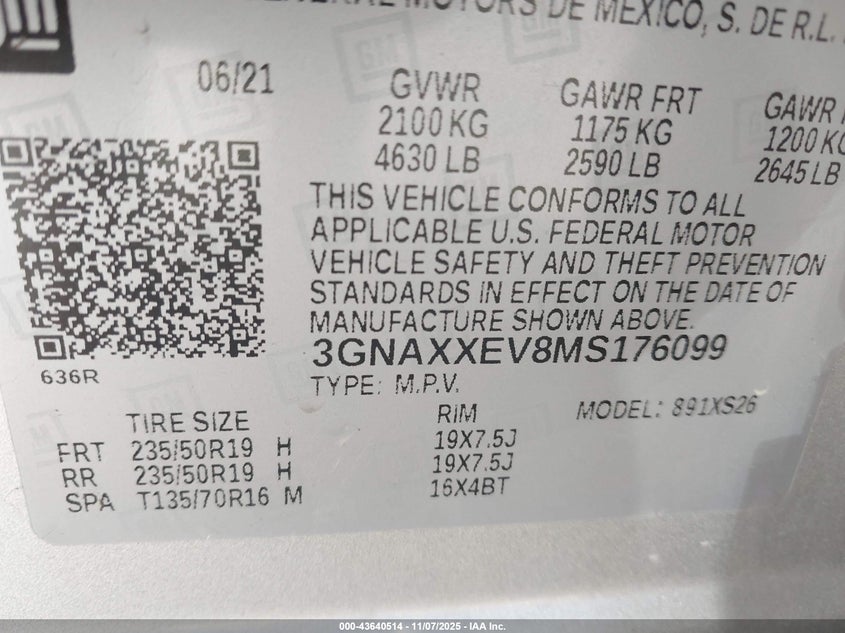 GENERAL MOTORS DE MEXICO, S. DE R.L.
GM
06/21
GVWR GAWR FRT GAWR
2100 KG 1175 KG 1200 KG
4630 LB 2590 LB 2645 LB
THIS VEHICLE CONFORMS TO ALL
APPLICABLE U.S. FEDERAL MOTOR
VEHICLE SAFETY AND THEFT PREVENTION
STANDARDS IN EFFECT ON THE DATE OF
MANUFACTURE SHOWN ABOVE.
3GNAXXEV8MS176099
636R
TYPE: M.P.V.
TIRE SIZE RIM MODEL: 891XS26
FRT 235/50R19 H 19X7.5J
RR 235/50R19 H 19X7.5J
SPA T135/70R16 M 16X4BT
000-43640514 - 11/07/2025 - IAA Inc.